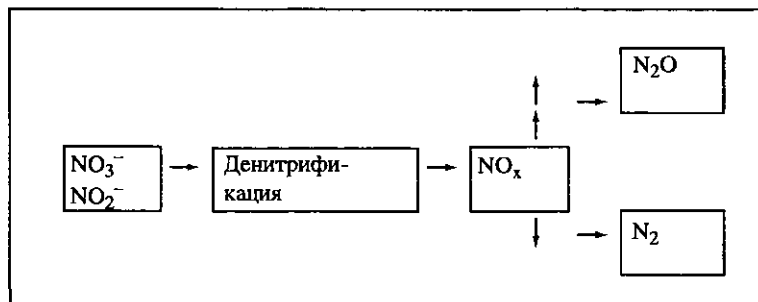 N₂O
NO₃⁻
NO₂⁻
Денитрифи-
кация
NOₓ
N₂